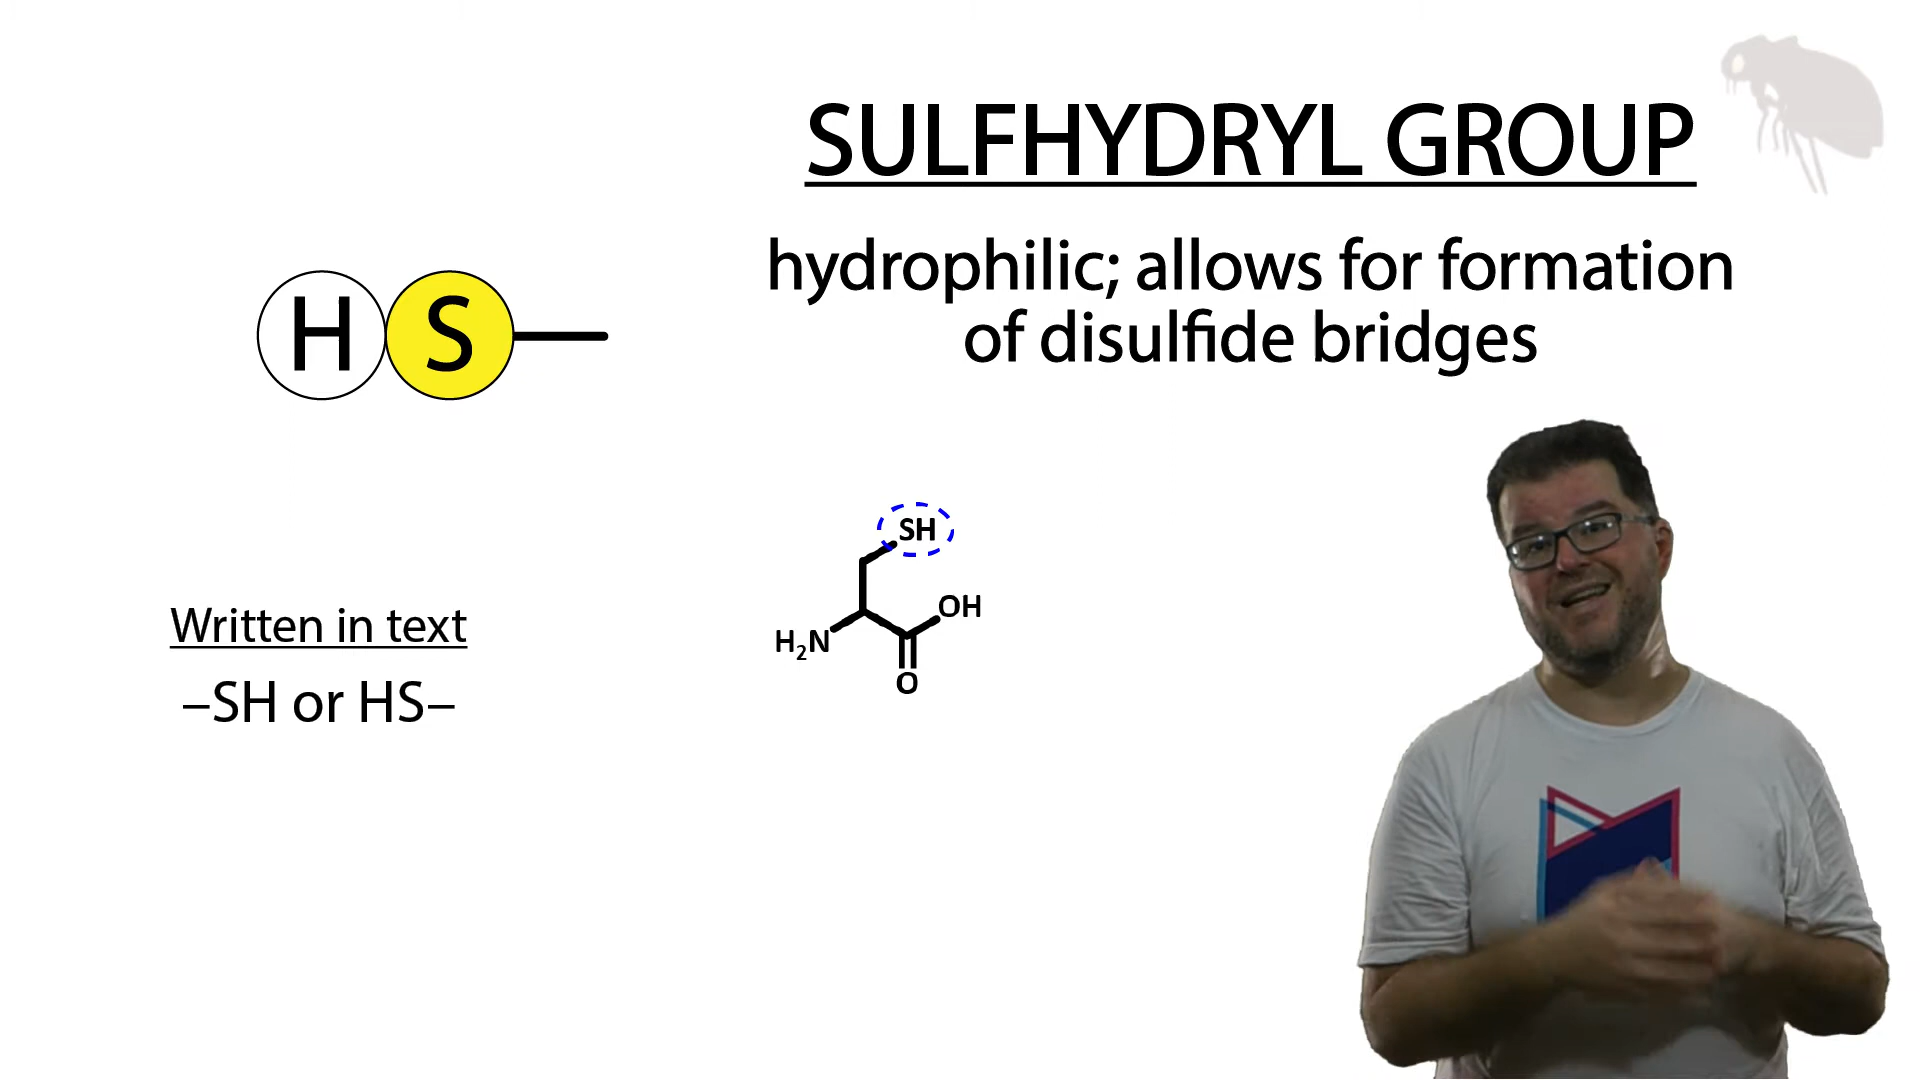 SULFHYDRYL GROUP
hydrophilic; allows for formation
of disulfide bridges
H S
SH
OH
H₂N
O
Written in text
–SH or HS–